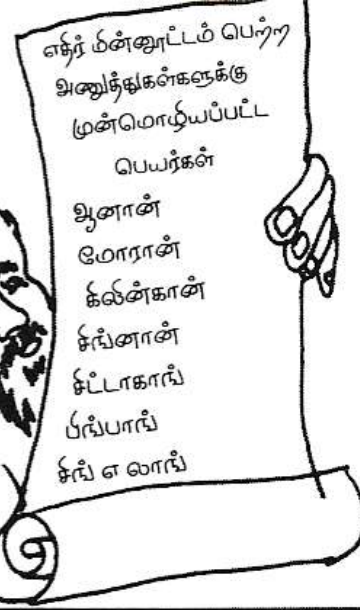 எதிர் மின்னூட்டம் பெற்ற
அணுத்துகள்களுக்கு
முன்மொழியப்பட்ட
பெயர்கள்
ஆனான்
மோரான்
கிலின்கான்
சிங்னான்
சிட்டாகாங்
பிங்பாங்
சிங் எ லாங்